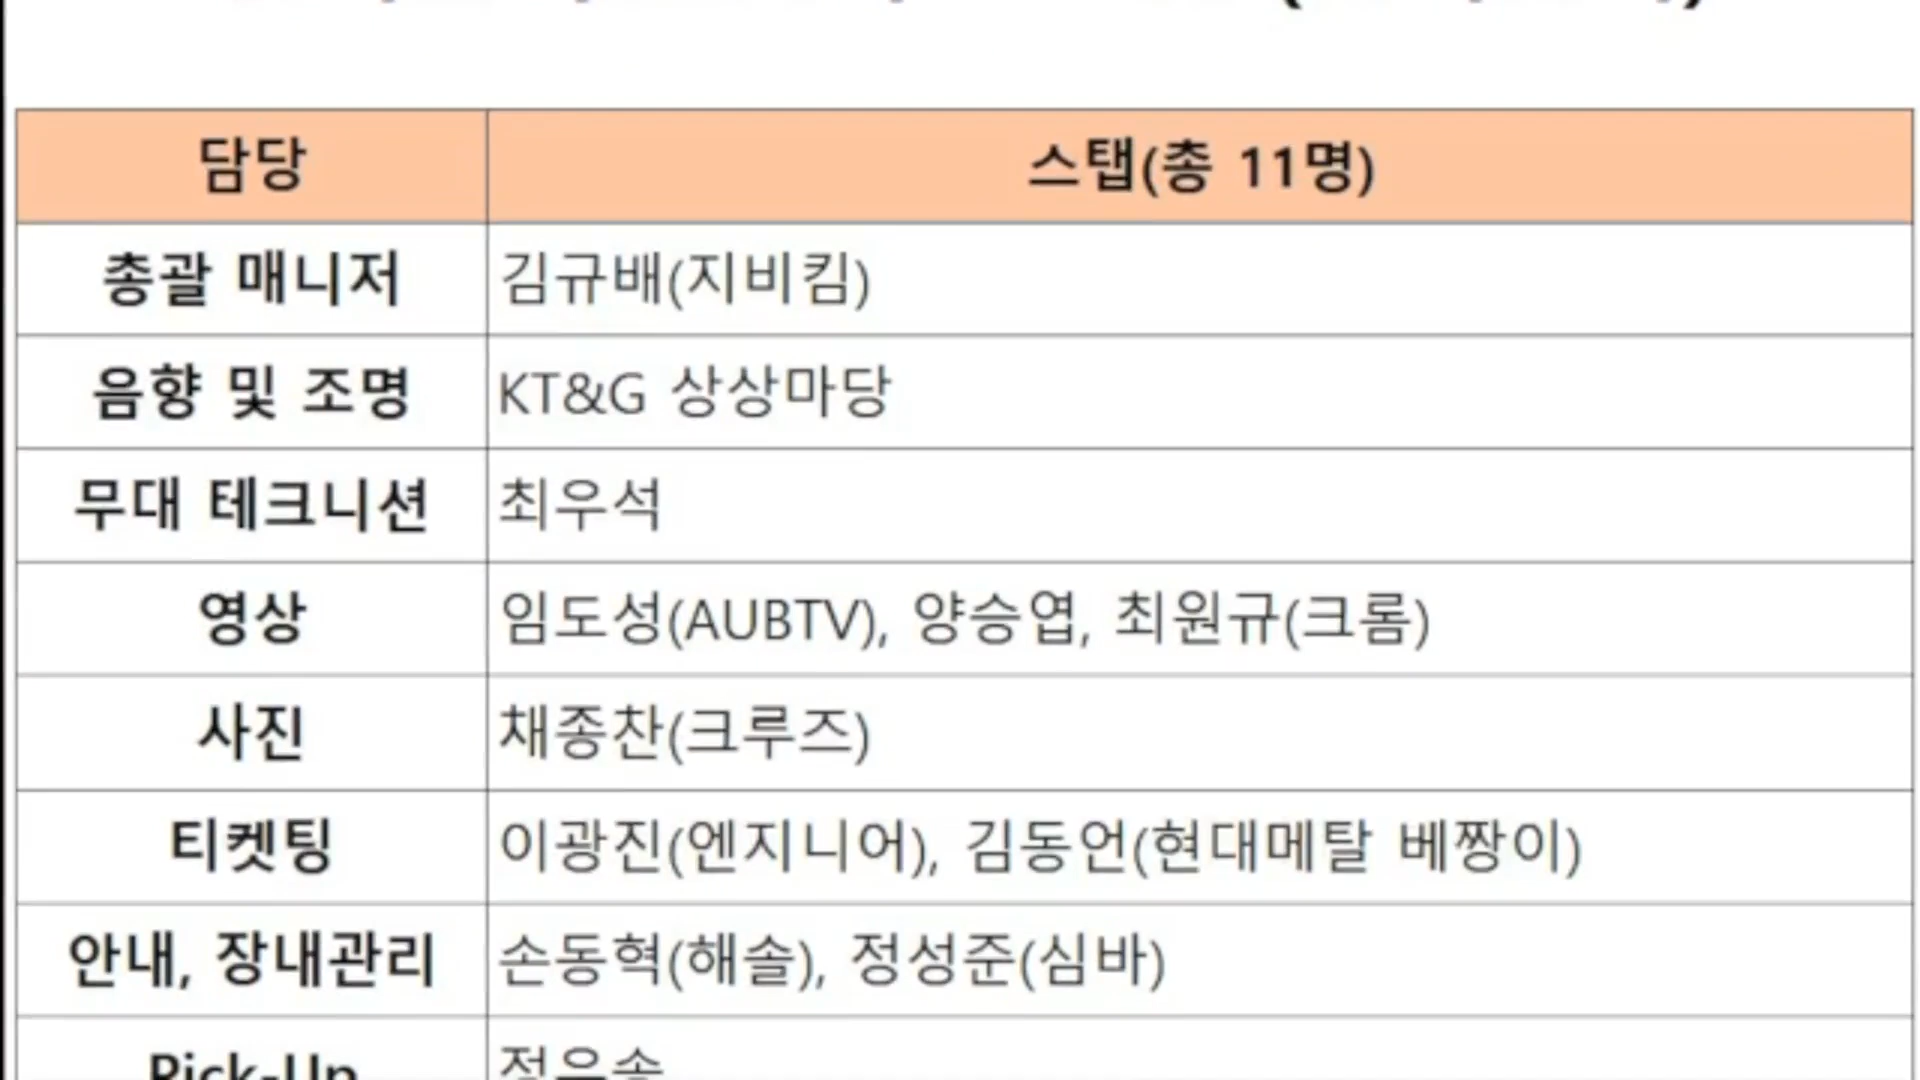 담당 스탭(총 11명)
총괄 매니저 김규배(지비킴)
음향 및 조명 KT&G 상상마당
무대 테크니션 최우석
영상 임도성(AUBTV), 양승엽, 최원규(크롬)
사진 채종찬(크루즈)
티켓팅 이광진(엔지니어), 김동언(현대메탈 베짱이)
안내, 장내관리 손동혁(해솔), 정성준(심바)
Pick-Up